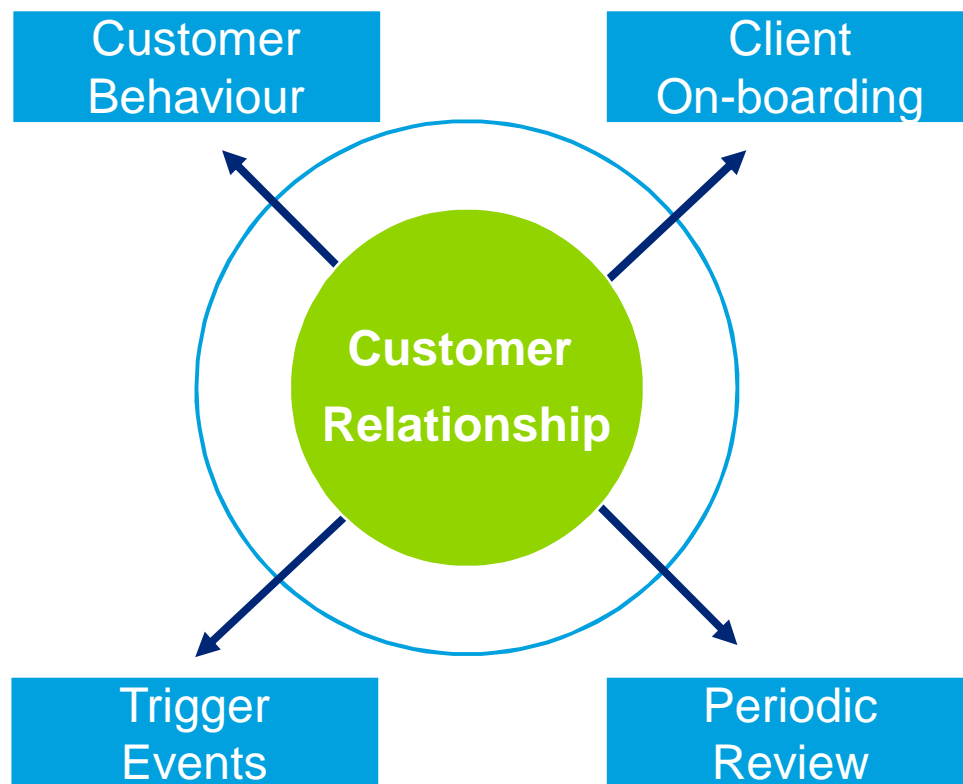 Customer
Behaviour
Client
On-boarding
Customer
Relationship
Trigger
Events
Periodic
Review